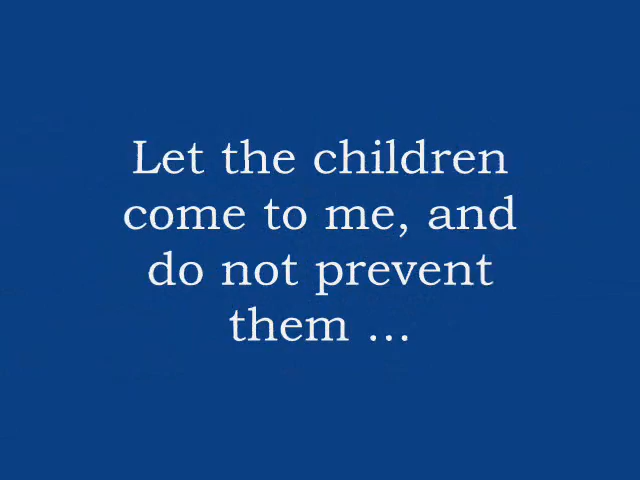 Let the children
come to me, and
do not prevent
them ...